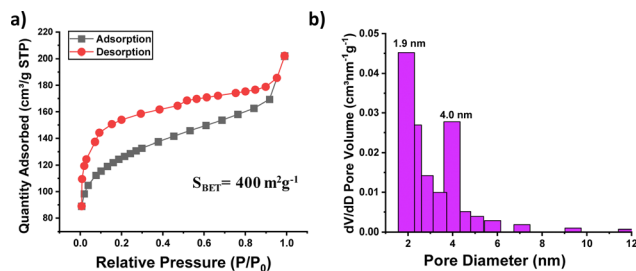 a)
Adsorption
Desorption
Quantity Adsorbed (cm³/g STP)
200
180
160
140
120
100
80
S_BET= 400 m²g⁻¹
0.0 0.2 0.4 0.6 0.8 1.0
Relative Pressure (P/P₀)
b)
1.9 nm
4.0 nm
dV/dD Pore Volume (cm³nm⁻¹g⁻¹)
0.05
0.04
0.03
0.02
0.01
0.00
2 4 6 8 10 12
Pore Diameter (nm)